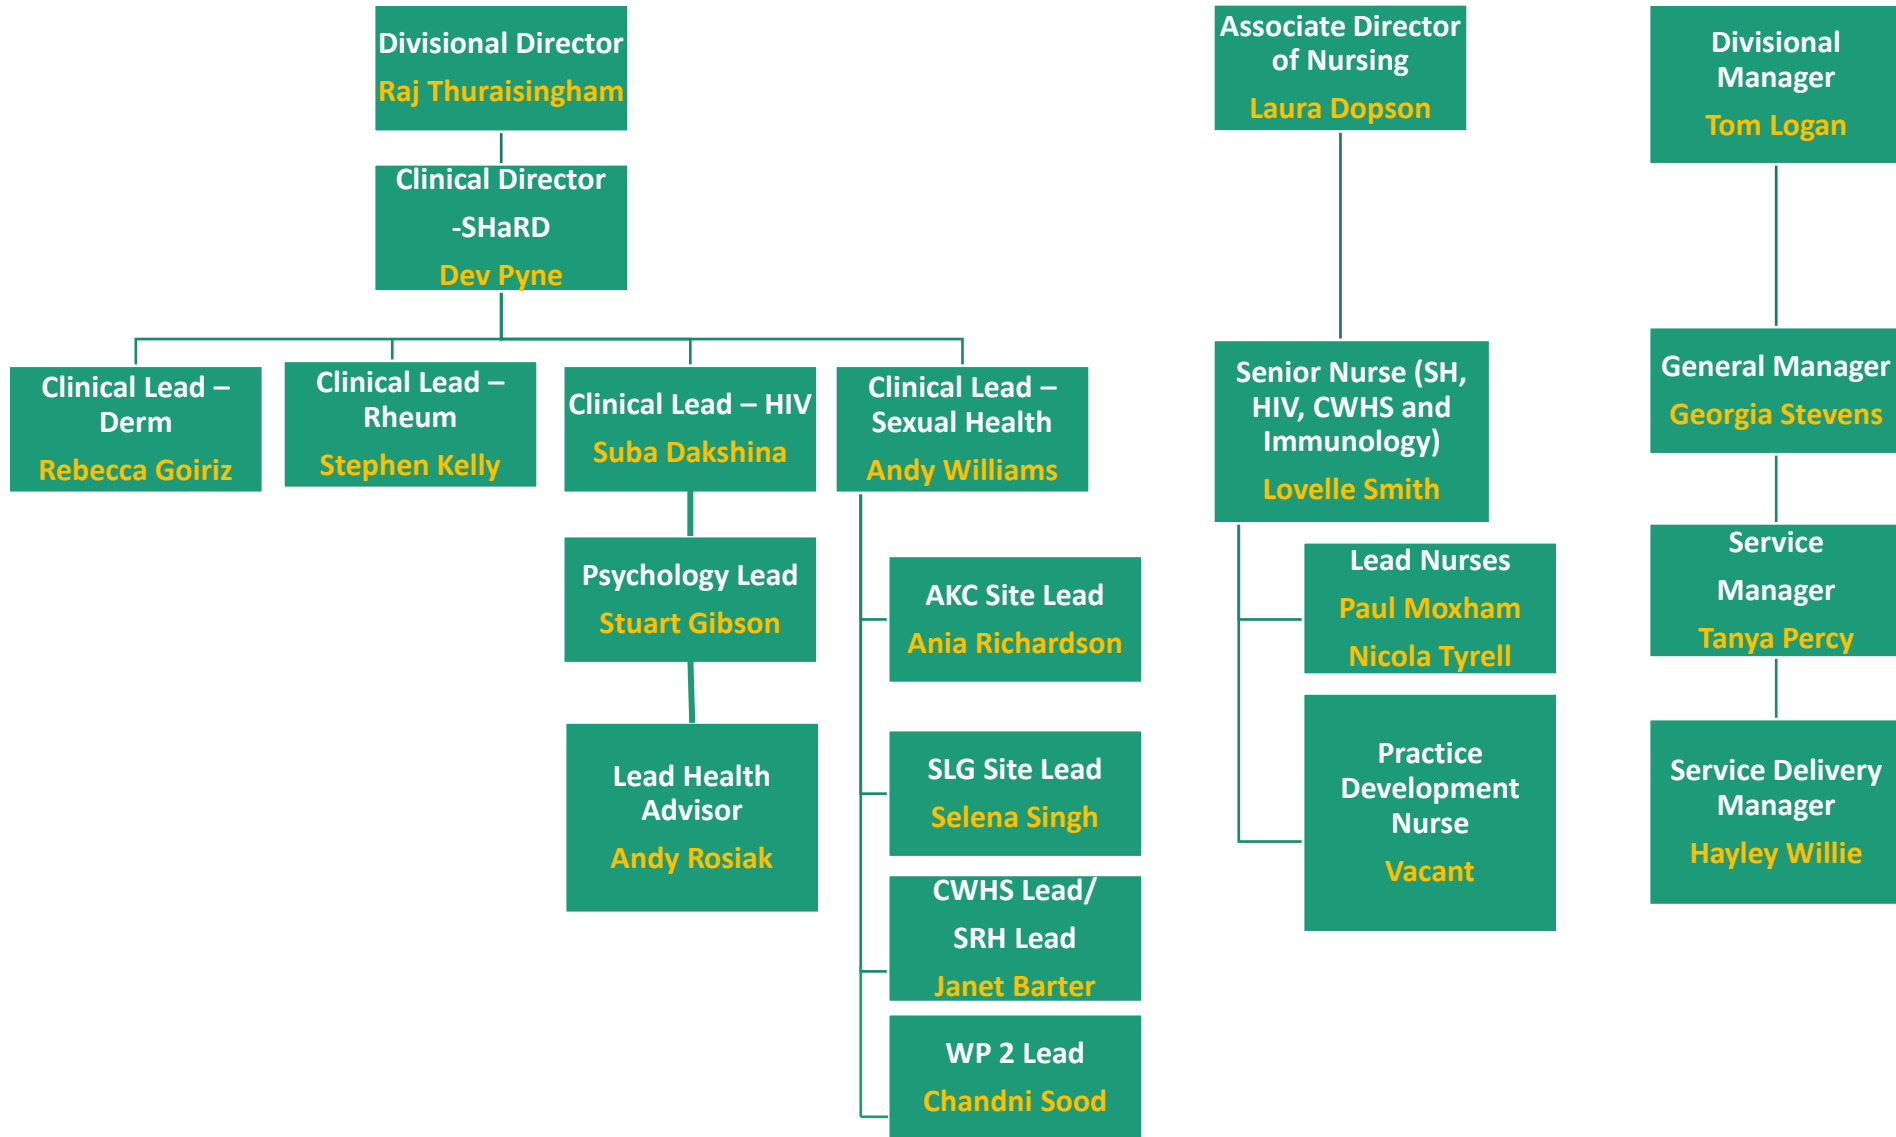 Divisional Director
Raj Thuraisingham
Clinical Director
-SHaRD
Dev Pyne
Clinical Lead –
Derm
Rebecca Goiriz
Clinical Lead –
Rheum
Stephen Kelly
Clinical Lead – HIV
Suba Dakshina
Clinical Lead –
Sexual Health
Andy Williams
Psychology Lead
Stuart Gibson
Lead Health
Advisor
Andy Rosiak
AKC Site Lead
Ania Richardson
SLG Site Lead
Selena Singh
CWHS Lead/
SRH Lead
Janet Barter
WP 2 Lead
Chandni Sood
Associate Director
of Nursing
Laura Dopson
Senior Nurse (SH,
HIV, CWHS and
Immunology)
Lovelle Smith
Lead Nurses
Paul Moxham
Nicola Tyrell
Practice
Development
Nurse
Vacant
Divisional
Manager
Tom Logan
General Manager
Georgia Stevens
Service
Manager
Tanya Percy
Service Delivery
Manager
Hayley Willie